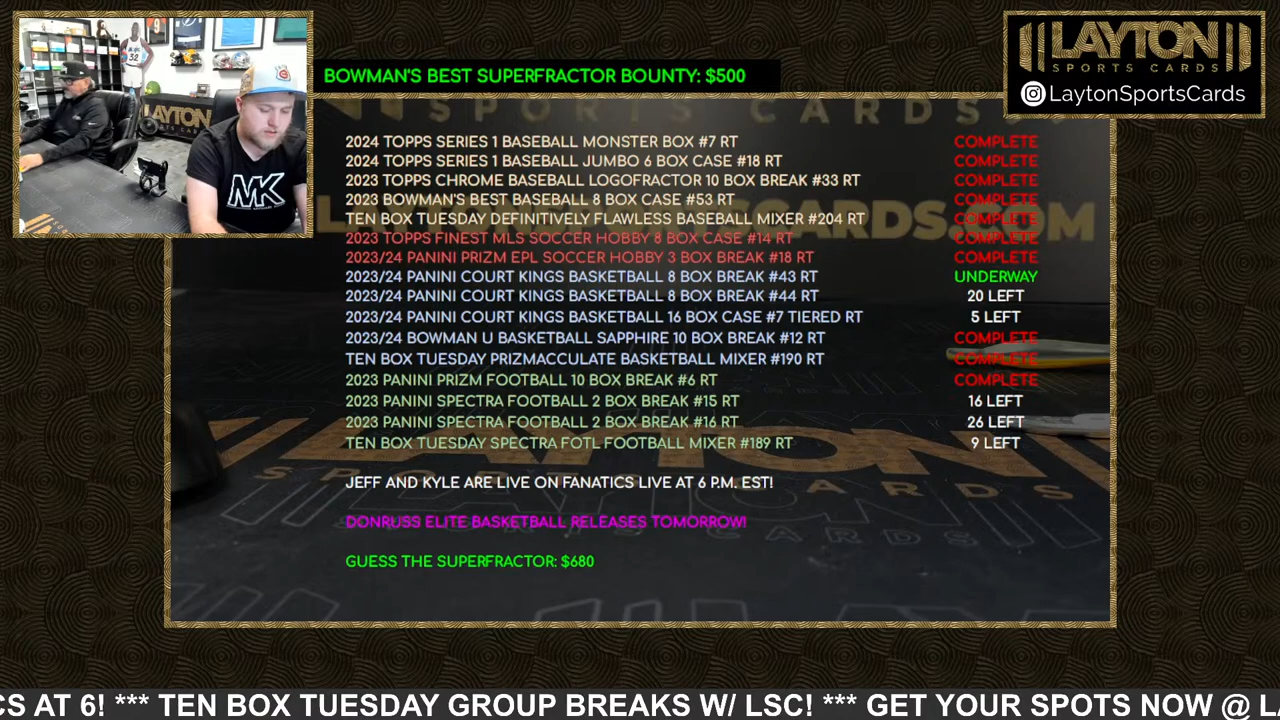 BOWMAN'S BEST SUPERFRACTOR BOUNTY: $500
LAYTON
SPORTS CARDS
LaytonSportsCards
SPORTS CARDS
2024 TOPPS SERIES 1 BASEBALL MONSTER BOX #7 RT COMPLETE
2024 TOPPS SERIES 1 BASEBALL JUMBO 6 BOX CASE #18 RT COMPLETE
2023 TOPPS CHROME BASEBALL LOGOFRACTOR 10 BOX BREAK #33 RT COMPLETE
2023 BOWMAN'S BEST BASEBALL 8 BOX CASE #53 RT COMPLETE
TEN BOX TUESDAY DEFINITIVELY FLAWLESS BASEBALL MIXER #204 RT COMPLETE
2023 TOPPS FINEST MLS SOCCER HOBBY 8 BOX CASE #14 RT COMPLETE
2023/24 PANINI PRIZM EPL SOCCER HOBBY 3 BOX BREAK #18 RT COMPLETE
2023/24 PANINI COURT KINGS BASKETBALL 8 BOX BREAK #43 RT UNDERWAY
2023/24 PANINI COURT KINGS BASKETBALL 8 BOX BREAK #44 RT 20 LEFT
2023/24 PANINI COURT KINGS BASKETBALL 16 BOX CASE #7 TIERED RT 5 LEFT
2023/24 BOWMAN U BASKETBALL SAPPHIRE 10 BOX BREAK #12 RT COMPLETE
TEN BOX TUESDAY PRIZMACCULATE BASKETBALL MIXER #190 RT COMPLETE
2023 PANINI PRIZM FOOTBALL 10 BOX BREAK #6 RT COMPLETE
2023 PANINI SPECTRA FOOTBALL 2 BOX BREAK #15 RT 16 LEFT
2023 PANINI SPECTRA FOOTBALL 2 BOX BREAK #16 RT 26 LEFT
TEN BOX TUESDAY SPECTRA FOTL FOOTBALL MIXER #189 RT 9 LEFT
JEFF AND KYLE ARE LIVE ON FANATICS LIVE AT 6 P.M. EST!
DONRUSS ELITE BASKETBALL RELEASES TOMORROW!
GUESS THE SUPERFRACTOR: $680
MK
LAYTON
32
CS AT 6! *** TEN BOX TUESDAY GROUP BREAKS W/ LSC! *** GET YOUR SPOTS NOW @ LA